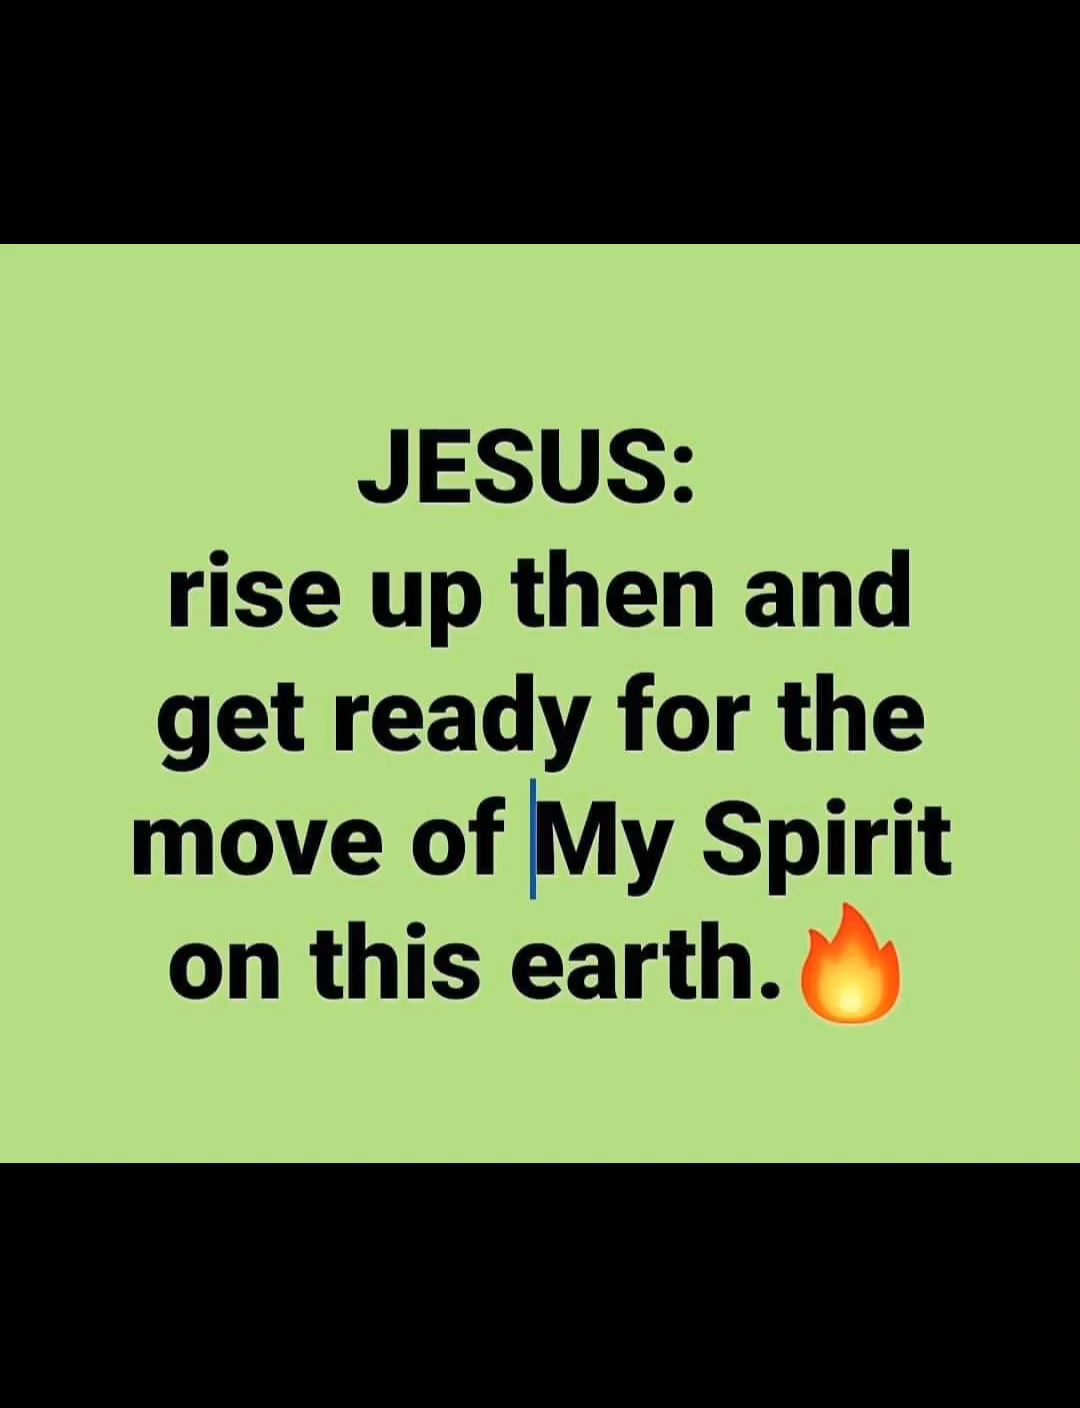 JESUS:
rise up then and
get ready for the
move of My Spirit
on this earth.🔥